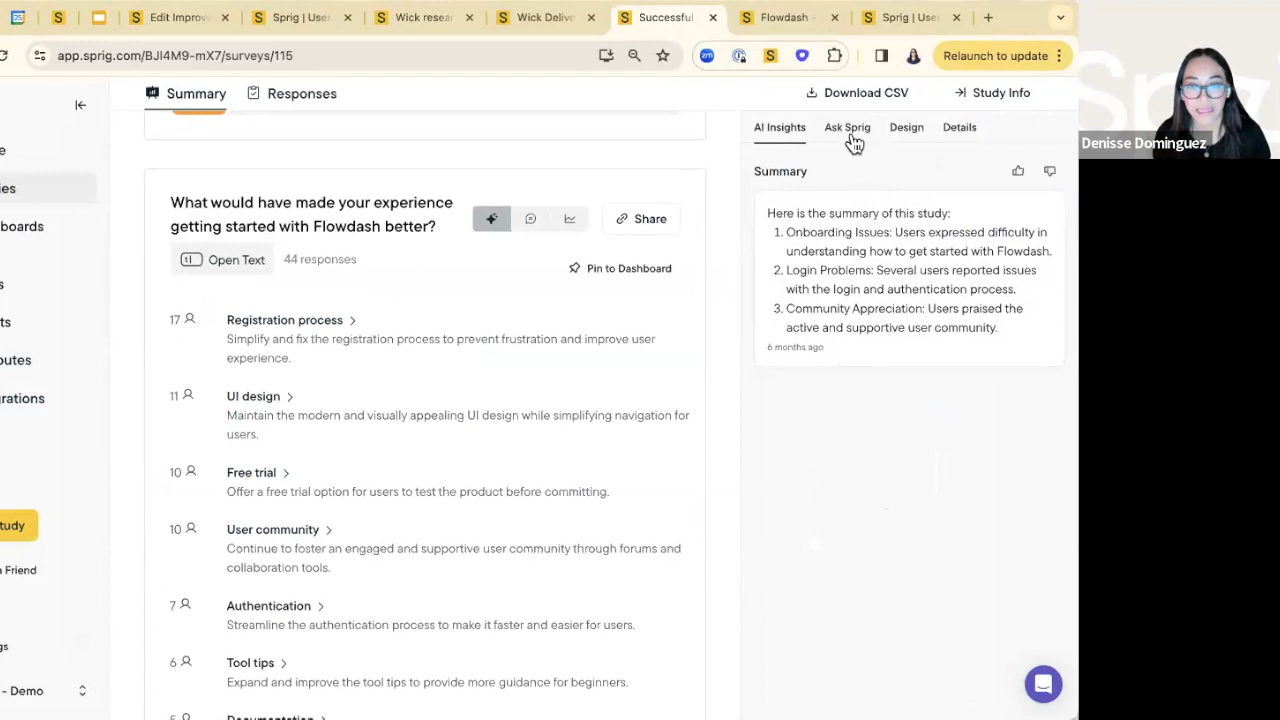 Edit Improv
Sprig | Use
Wick resea
Wick Delive
Successful
Flowdash -
Sprig | Use
app.sprig.com/BJI4M9-mX7/surveys/115
Relaunch to update
Summary
Responses
Download CSV
Study Info
AI Insights
Ask Sprig
Design
Details
Denisse Dominguez
e
ies
boards
s
ts
outes
grations
tudy
a Friend
gs
- Demo
What would have made your experience
getting started with Flowdash better?
Share
Open Text
44 responses
Pin to Dashboard
17
Registration process
Simplify and fix the registration process to prevent frustration and improve user
experience.
11
UI design
Maintain the modern and visually appealing UI design while simplifying navigation for
users.
10
Free trial
Offer a free trial option for users to test the product before committing.
10
User community
Continue to foster an engaged and supportive user community through forums and
collaboration tools.
7
Authentication
Streamline the authentication process to make it faster and easier for users.
6
Tool tips
Expand and improve the tool tips to provide more guidance for beginners.
5
Documentation
Summary
Here is the summary of this study:
1. Onboarding Issues: Users expressed difficulty in
understanding how to get started with Flowdash.
2. Login Problems: Several users reported issues
with the login and authentication process.
3. Community Appreciation: Users praised the
active and supportive user community.
6 months ago